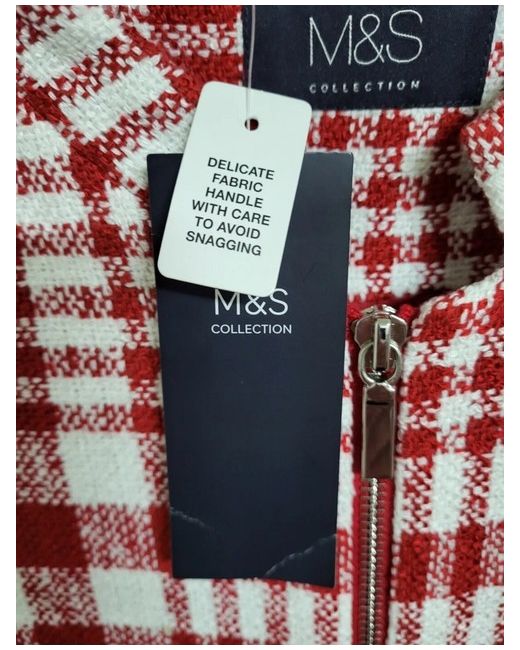 M&S
COLLECTION
DELICATE
FABRIC
HANDLE
WITH CARE
TO AVOID
SNAGGING
M&S
COLLECTION